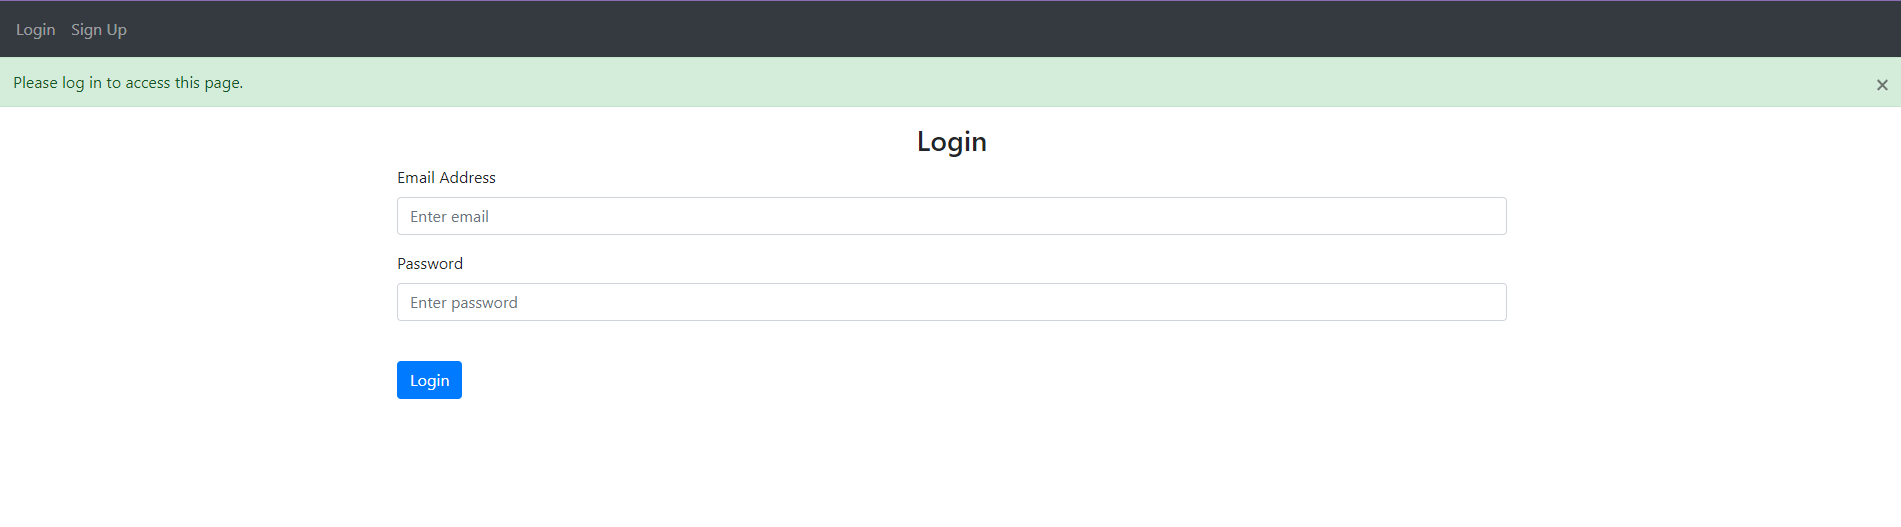 Login Sign Up
Please log in to access this page. ×
Login
Email Address
Enter email
Password
Enter password
Login